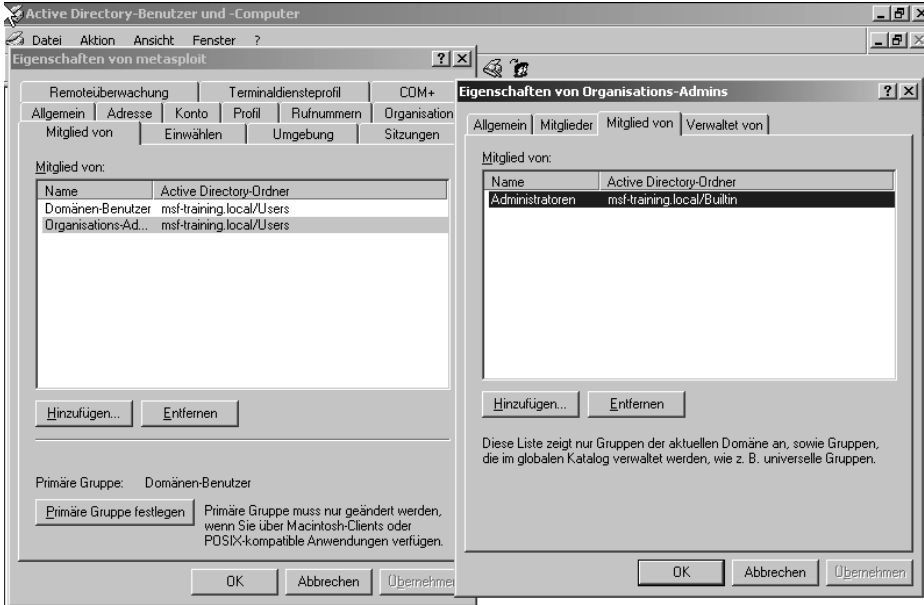 Active Directory-Benutzer und -Computer
Datei Aktion Ansicht Fenster ?
Eigenschaften von metasploit
Remoteüberwachung Terminaldiensteprofil COM+
Allgemein Adresse Konto Profil Rufnummern Organisation
Mitglied von Einwählen Umgebung Sitzungen
Mitglied von:
Name Active Directory-Ordner
Domänen-Benutzer msf-training.local/Users
Organisations-Ad... msf-training.local/Users
Hinzufügen... Entfernen
Primäre Gruppe: Domänen-Benutzer
Primäre Gruppe festlegen
Primäre Gruppe muss nur geändert werden,
wenn Sie über Macintosh-Clients oder
POSIX-kompatible Anwendungen verfügen.
OK Abbrechen Übernehmen
Eigenschaften von Organisations-Admins
Allgemein Mitglieder Mitglied von Verwaltet von
Mitglied von:
Name Active Directory-Ordner
Administratoren msf-training.local/Builtin
Hinzufügen... Entfernen
Diese Liste zeigt nur Gruppen der aktuellen Domäne an, sowie Gruppen,
die im globalen Katalog verwaltet werden, wie z. B. universelle Gruppen.
OK Abbrechen Übernehmen